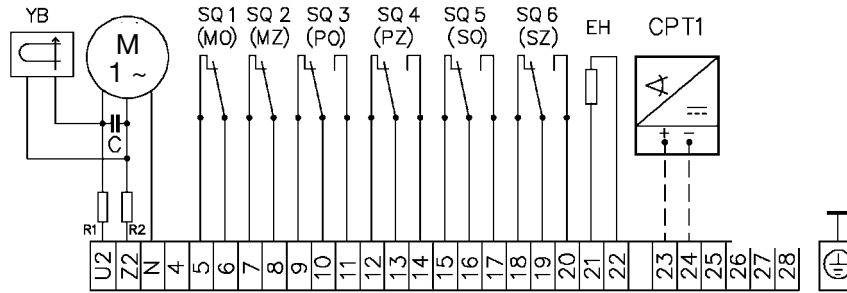 YB
M
1 ~
C
R1
R2
SQ 1
(MO)
SQ 2
(MZ)
SQ 3
(PO)
SQ 4
(PZ)
SQ 5
(SO)
SQ 6
(SZ)
EH
CPT1
+ −
U2 Z2 N 4 5 6 7 8 9 10 11 12 13 14 15 16 17 18 19 20 21 22 23 24 25 26 27 28